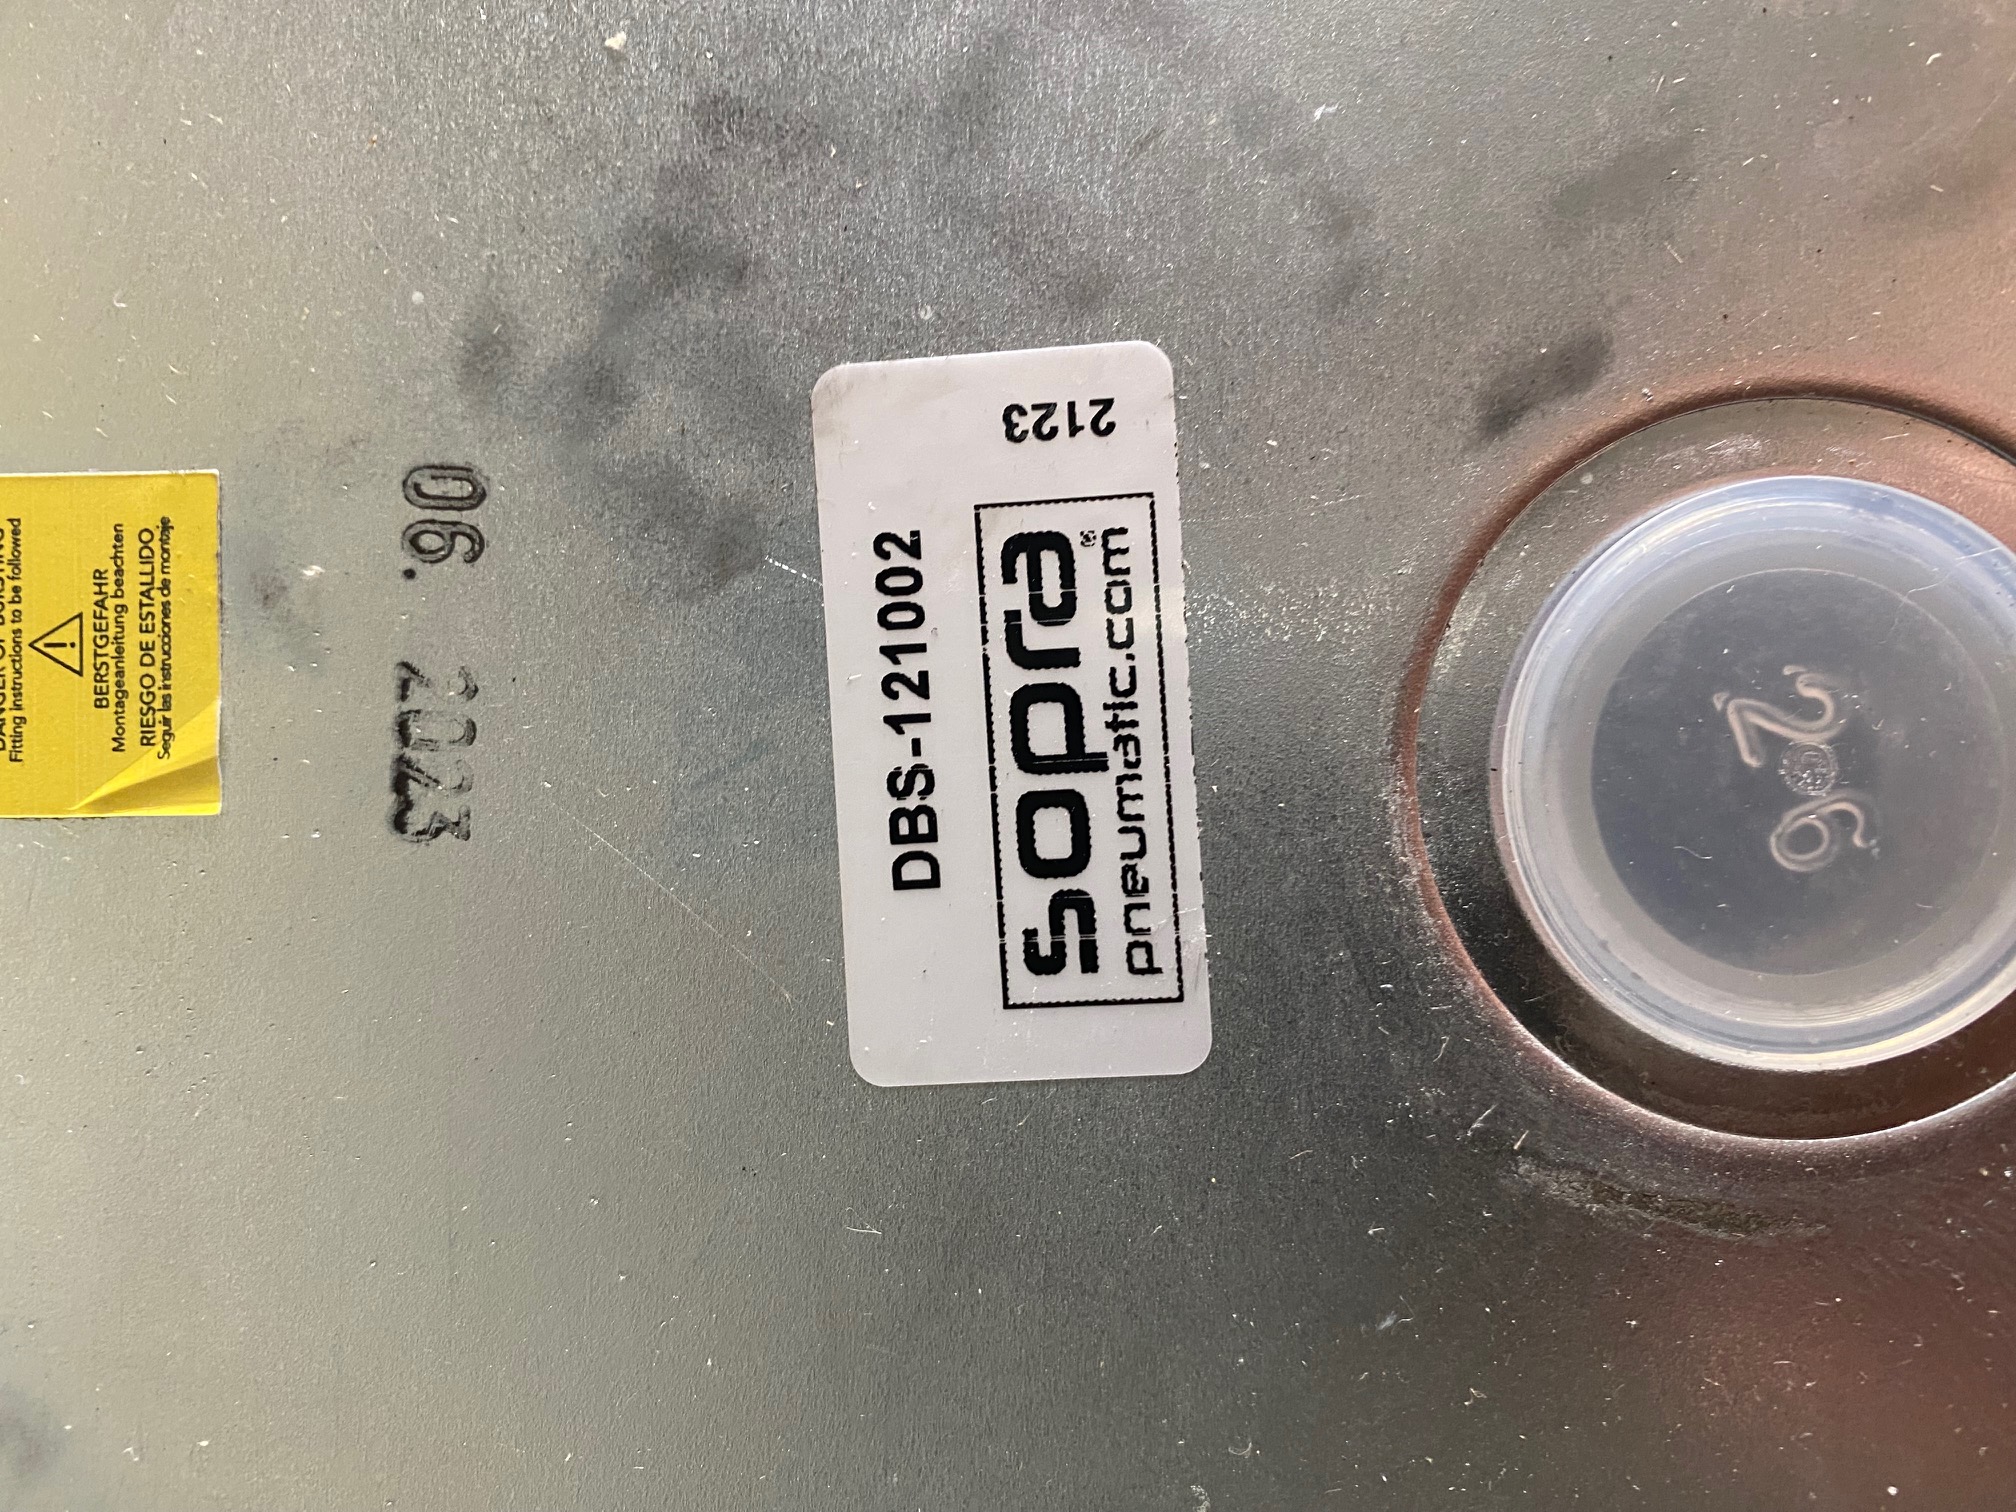 Fitting Instructions to be followed
BERSTGEFAHR
Montageanleitung beachten
RIESGO DE ESTALLIDO
Seguir las instrucciones de montaje
06. 2023
DBS-121002
2123
sopra®
pneumatic.com